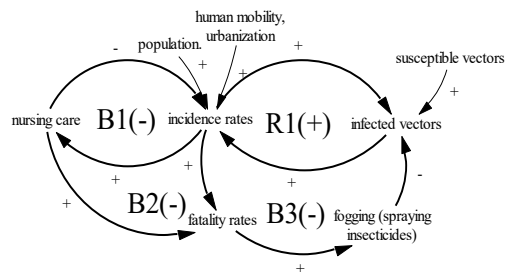 human mobility,
urbanization
population.
-
+
+
+
susceptible vectors
+
nursing care
B1(-)
incidence rates
R1(+)
infected vectors
+
+
+
-
+
B2(-)
fatality rates
B3(-)
fogging (spraying
insecticides)
+